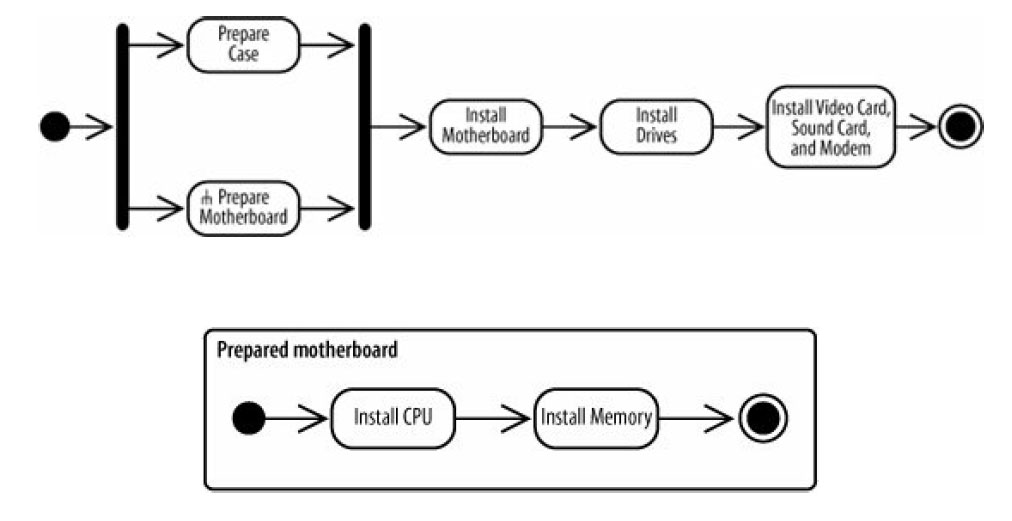 Prepare
Case
Prepare
Motherboard
Install
Motherboard
Install
Drives
Install Video Card,
Sound Card,
and Modem
Prepared motherboard
Install CPU
Install Memory